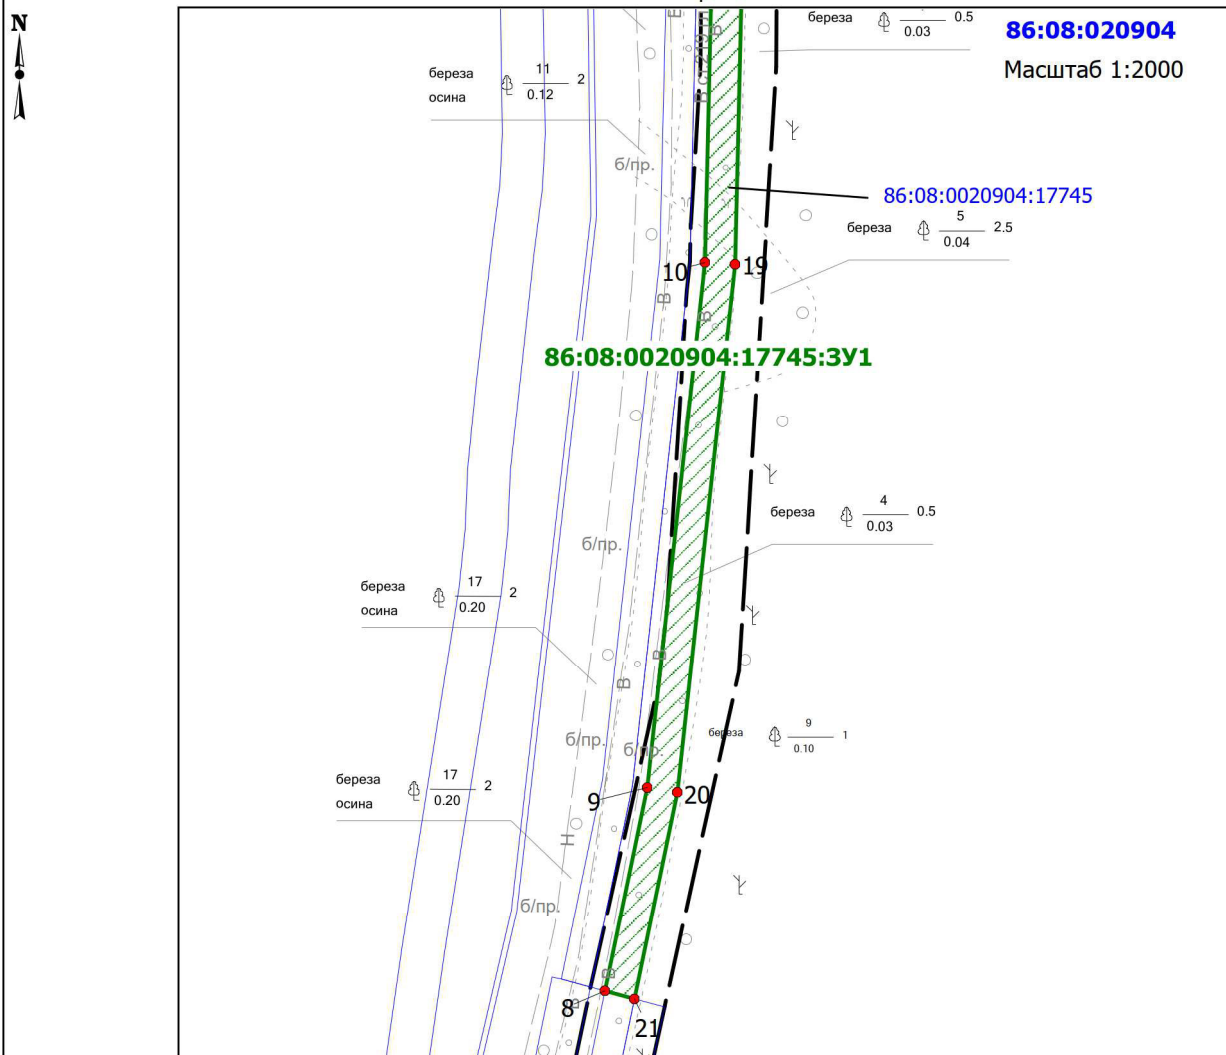 N
береза 0.5
0.03
86:08:020904
Масштаб 1:2000
береза 11 2
осина 0.12
б/пр.
86:08:0020904:17745
береза 5 2.5
0.04
10
19
В
В
86:08:0020904:17745:ЗУ1
береза 4 0.5
0.03
б/пр.
береза 17 2
осина 0.20
В
В
береза 9 1
0.10
б/пр.
б/пр.
береза 17 2
осина 0.20
9
20
Н
б/пр.
В
8
В
21